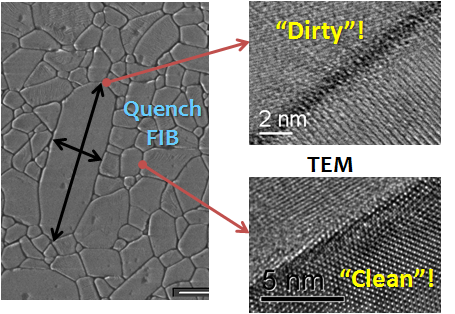 "Dirty"!
2 nm
Quench
FIB
TEM
5 nm
"Clean"!